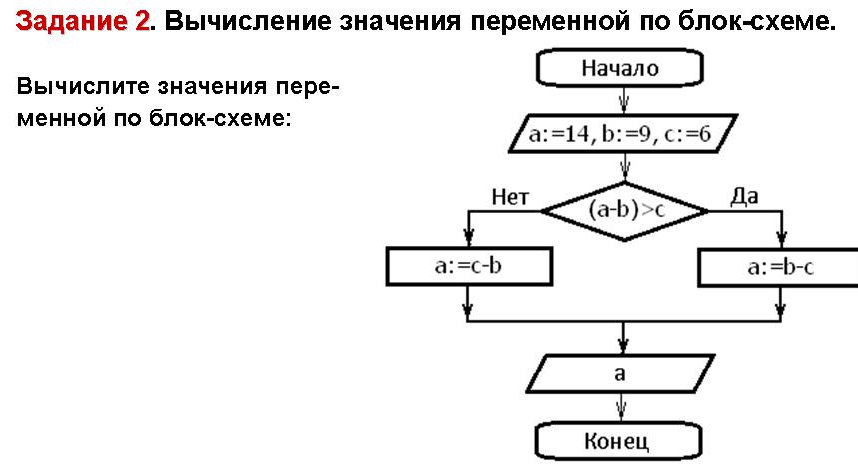 Задание 2. Вычисление значения переменной по блок-схеме.
Вычислите значения пере-
менной по блок-схеме:
Начало
a:=14, b:=9, c:=6
Нет
(a-b)>c
Да
a:=c-b
a:=b-c
a
Конец